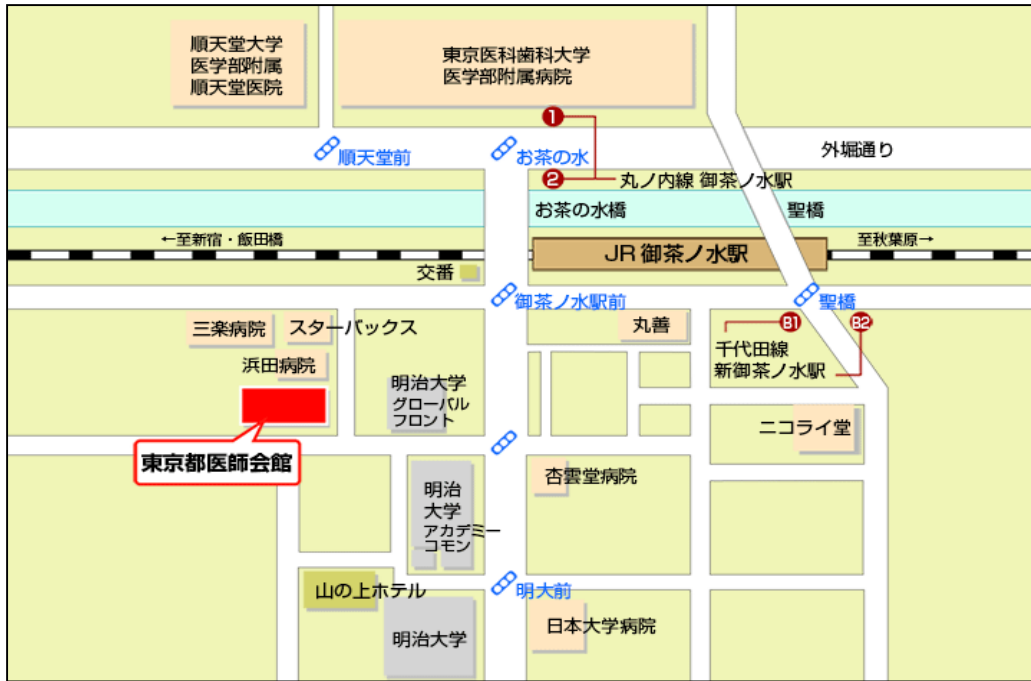 順天堂大学
医学部附属
順天堂医院
東京医科歯科大学
医学部附属病院
1
順天堂前
お茶の水
外堀通り
2
丸ノ内線 御茶ノ水駅
お茶の水橋
聖橋
←至新宿・飯田橋
JR 御茶ノ水駅
至秋葉原→
交番
御茶ノ水駅前
聖橋
三楽病院
スターバックス
丸善
B1
B2
千代田線
新御茶ノ水駅
浜田病院
明治大学
グローバル
フロント
ニコライ堂
東京都医師会館
杏雲堂病院
明治
大学
アカデミー
コモン
山の上ホテル
明大前
明治大学
日本大学病院